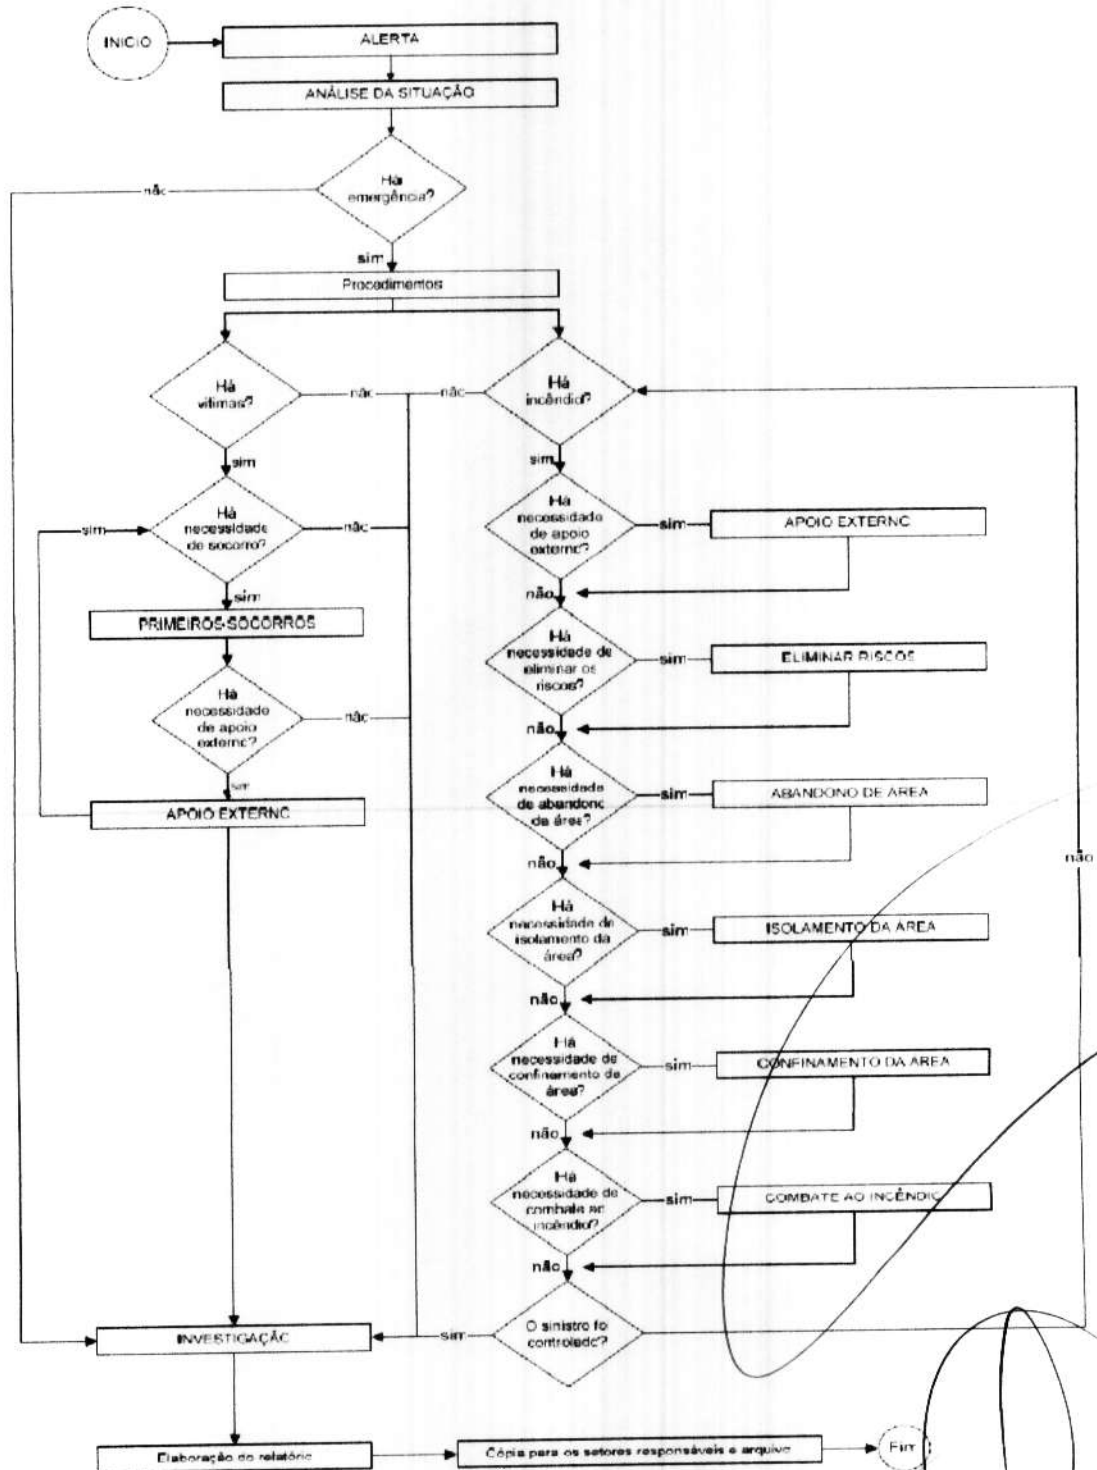 INICIO
ALERTA
ANÁLISE DA SITUAÇÃO
Há
emergência?
não
sim
Procedimentos
Há
vítimas?
não
não
Há
incêndio?
sim
sim
Há
necessidade
de socorro?
sim
não
Há
necessidade
de apoio
externo?
sim
APOIO EXTERNO
sim
não
PRIMEIROS-SOCORROS
Há
necessidade de
eliminar os
riscos?
sim
ELIMINAR RISCOS
Há
necessidade
de apoio
externo?
não
não
sim
Há
necessidade
de abandono
da área?
sim
ABANDONO DE ÁREA
APOIO EXTERNO
não
não
Há
necessidade de
isolamento da
área?
sim
ISOLAMENTO DA ÁREA
não
Há
necessidade de
confinamento da
área?
sim
CONFINAMENTO DA ÁREA
não
Há
necessidade de
combate ao
incêndio?
sim
COMBATE AO INCÊNDIO
não
INVESTIGAÇÃO
sim
O sinistro foi
controlado?
Elaboração do relatório
Cópia para os setores responsáveis e arquivo
Fim